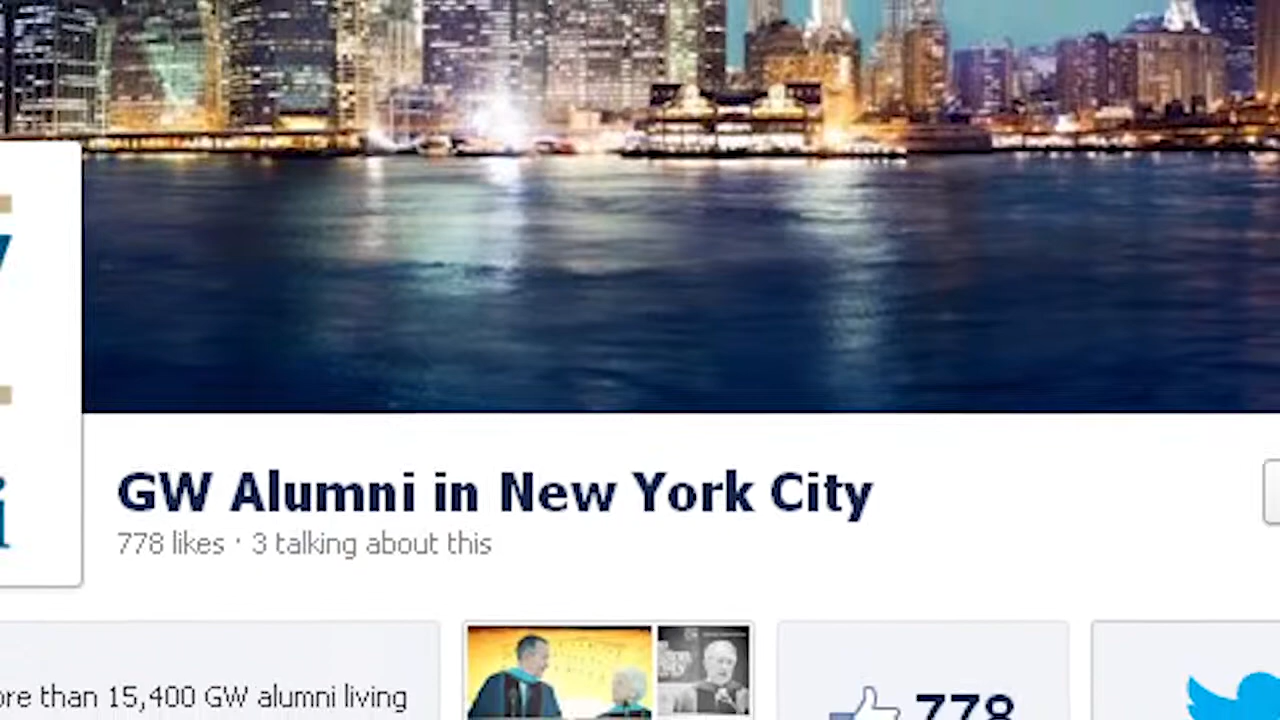 GW Alumni in New York City
778 likes · 3 talking about this
ore than 15,400 GW alumni living
778